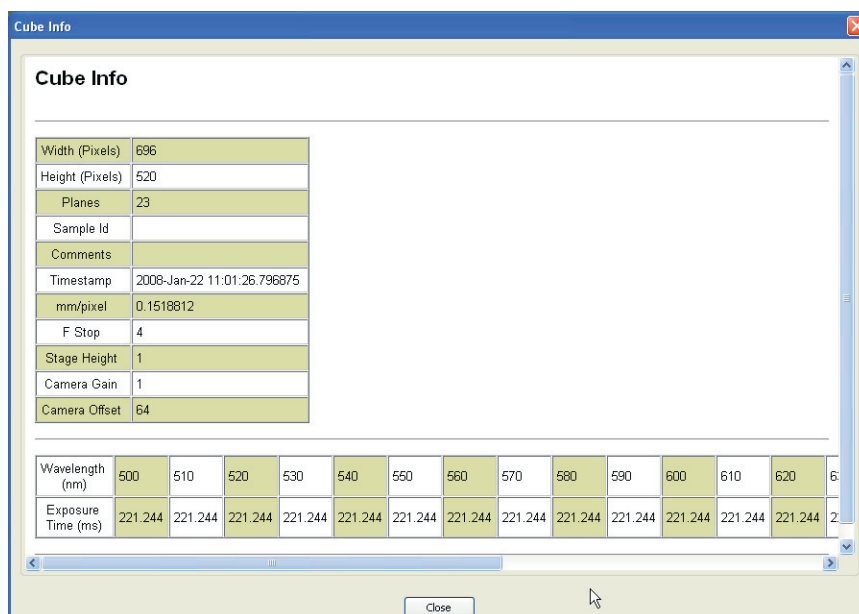 Cube Info
Cube Info
Width (Pixels) 696
Height (Pixels) 520
Planes 23
Sample Id
Comments
Timestamp 2008-Jan-22 11:01:26.796875
mm/pixel 0.1518812
F Stop 4
Stage Height 1
Camera Gain 1
Camera Offset 64
Wavelength (nm) 500 510 520 530 540 550 560 570 580 590 600 610 620
Exposure Time (ms) 221.244 221.244 221.244 221.244 221.244 221.244 221.244 221.244 221.244 221.244 221.244 221.244 221.244
Close